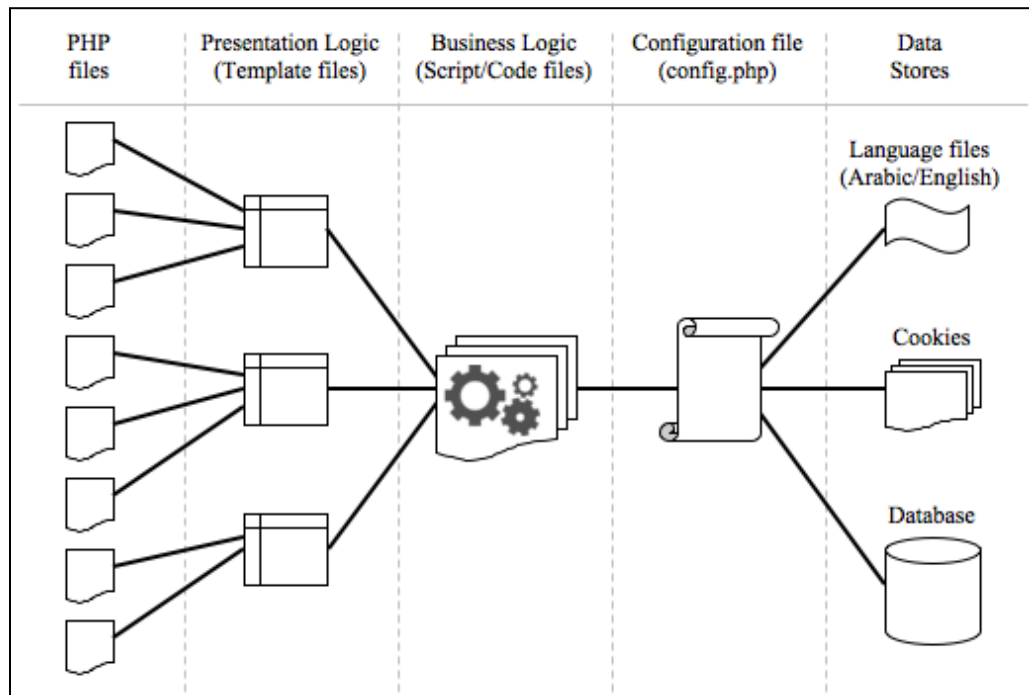 PHP
files
Presentation Logic
(Template files)
Business Logic
(Script/Code files)
Configuration file
(config.php)
Data
Stores
Language files
(Arabic/English)
Cookies
Database